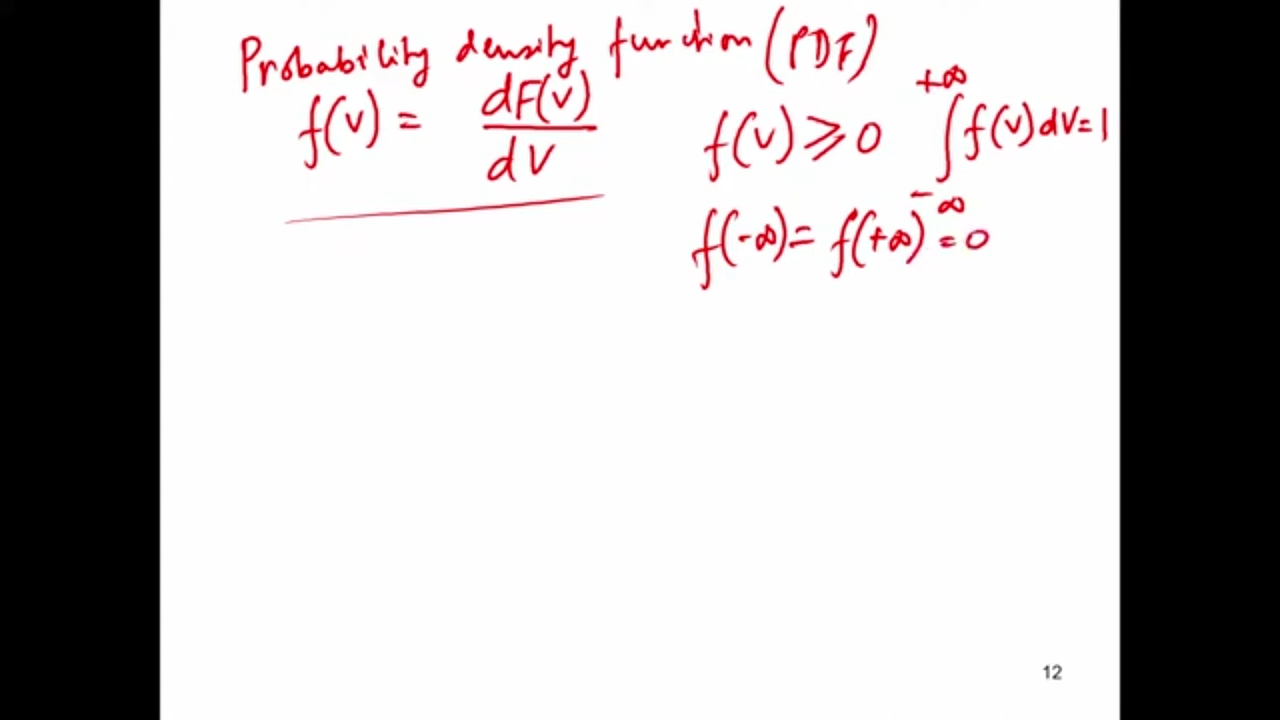 Probability density function (PDF)
f(v) = dF(v)/dV f(v) ⩾ 0 ∫_{-∞}^{+∞} f(v) dV = 1
f(-∞) = f(+∞) = 0
12